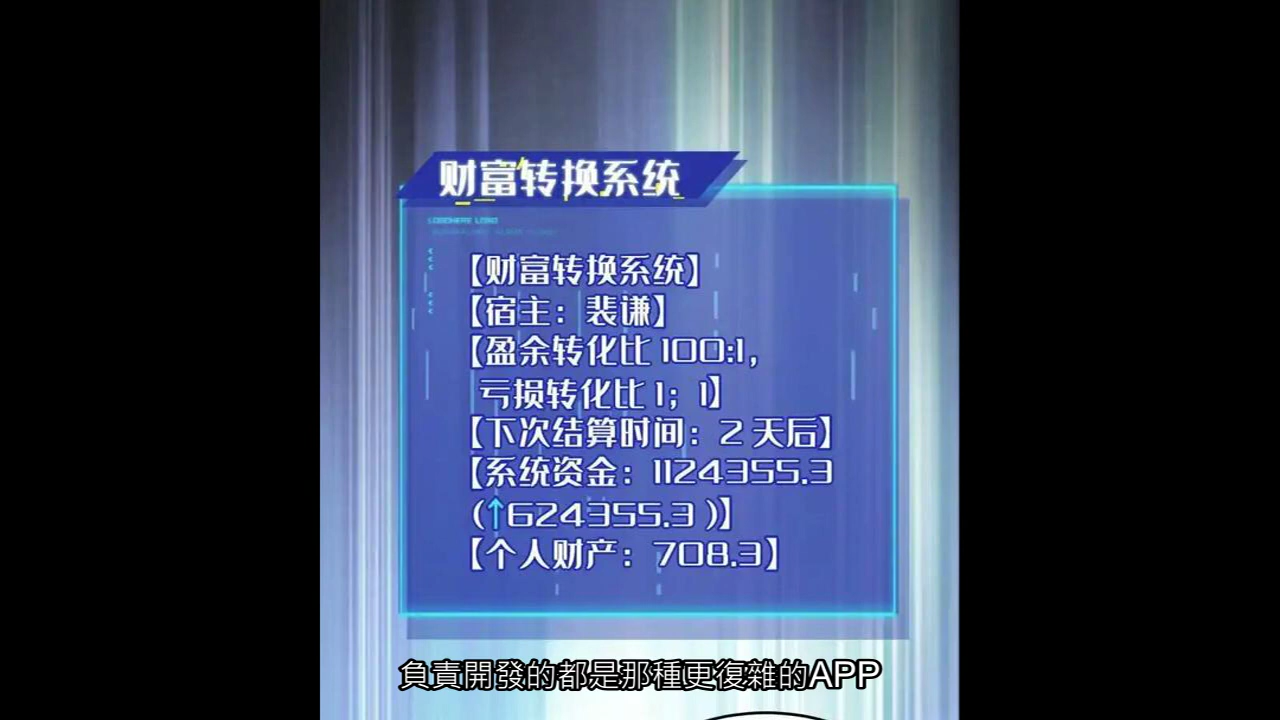 财富转换系统
【财富转换系统】
【宿主：裴谦】
【盈余转化比 100:1，
亏损转化比 1；1】
【下次结算时间：2 天后】
【系统资金：1124355.3
(↑624355.3 )】
【个人财产：708.3】
負責開發的都是那種更復雜的APP